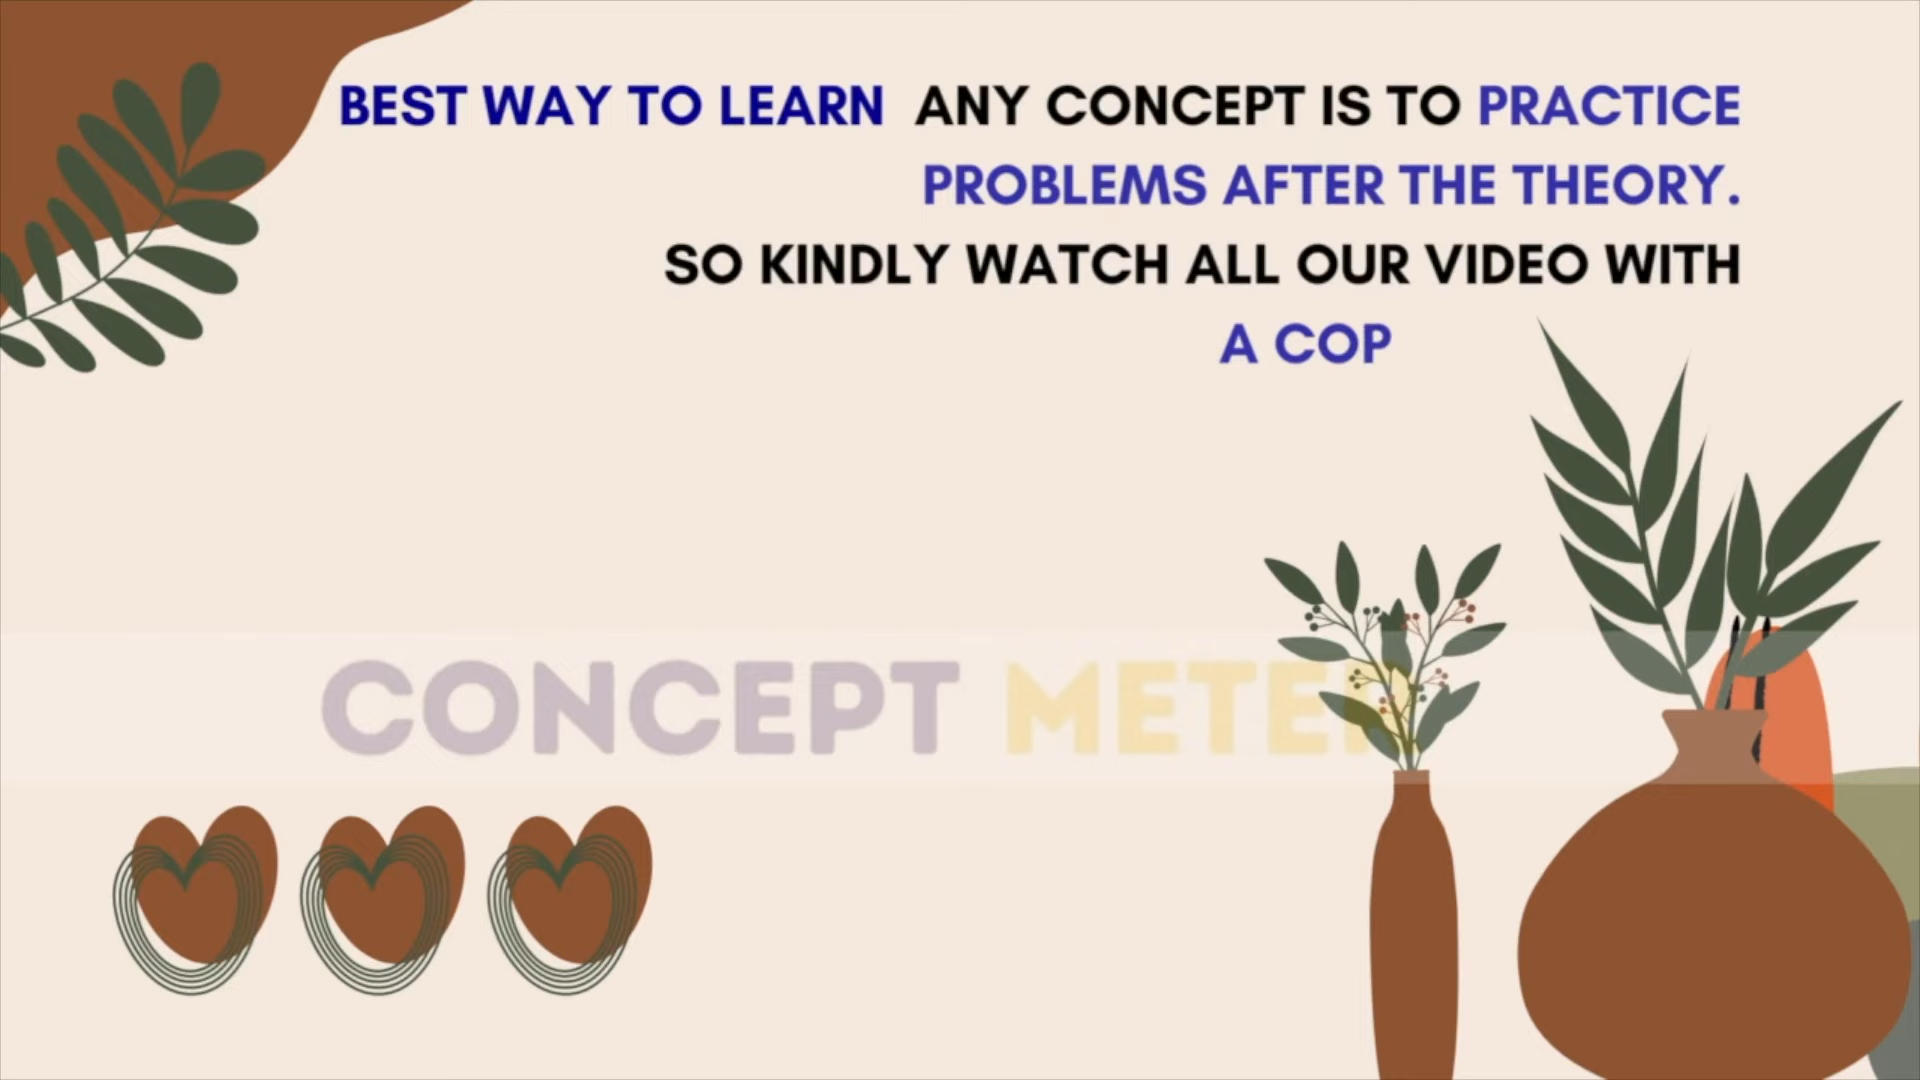 BEST WAY TO LEARN ANY CONCEPT IS TO PRACTICE
PROBLEMS AFTER THE THEORY.
SO KINDLY WATCH ALL OUR VIDEO WITH
A COP
CONCEPT METER